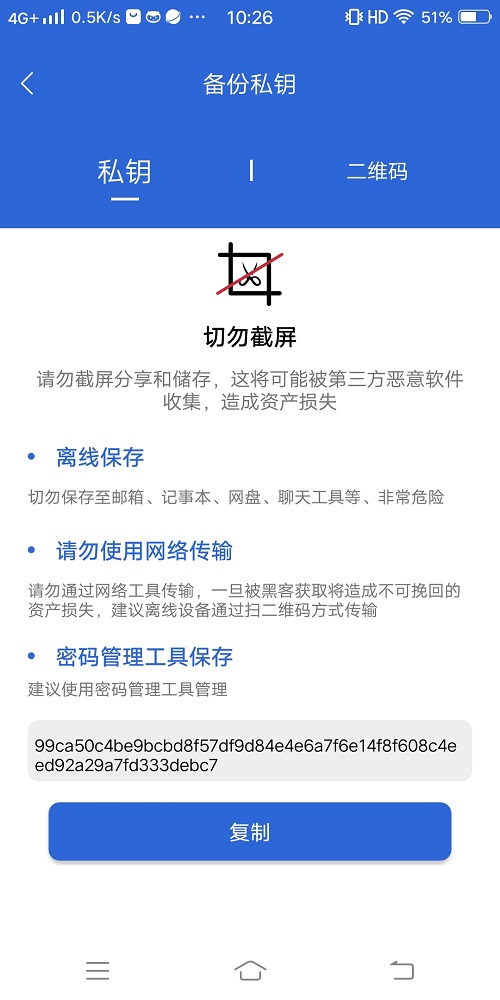 4G+ 0.5K/s ··· 10:26 HD 51%
备份私钥
私钥 | 二维码
切勿截屏
请勿截屏分享和储存，这将可能被第三方恶意软件
收集，造成资产损失
• 离线保存
切勿保存至邮箱、记事本、网盘、聊天工具等、非常危险
• 请勿使用网络传输
请勿通过网络工具传输，一旦被黑客获取将造成不可挽回的
资产损失，建议离线设备通过扫二维码方式传输
• 密码管理工具保存
建议使用密码管理工具管理
99ca50c4be9bcbd8f57df9d84e4e6a7f6e14f8f608c4e
ed92a29a7fd333debc7
复制